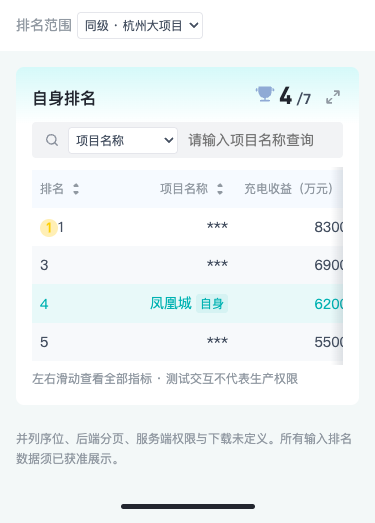 排名范围 同级 · 杭州大项目
自身排名 4 /7
项目名称 请输入项目名称查询
排名 项目名称 充电收益（万元）
1 1 *** 8300
3 *** 6900
4 凤凰城 自身 6200
5 *** 5500
左右滑动查看全部指标 · 测试交互不代表生产权限
并列序位、后端分页、服务端权限与下载未定义。所有输入排名
数据须已获准展示。